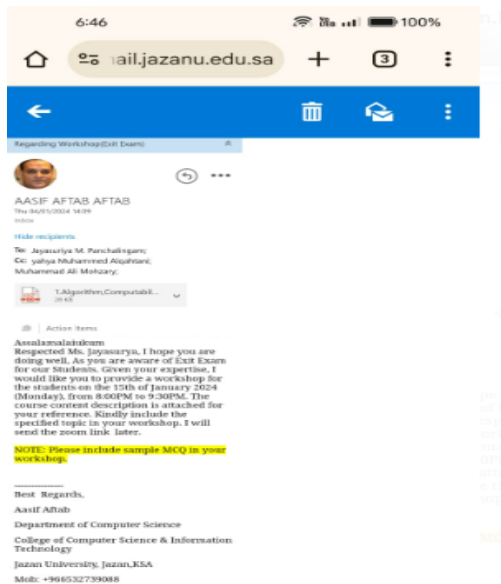 6:46
100%
ail.jazanu.edu.sa
3
Regarding Workshop(Exit Exam)
AASIF AFTAB AFTAB
Thu 04/01/2024 14:09
Inbox
Hide recipients
To: Jayasuriya M. Panchalingam;
Cc: yahya Muhammed Alqahtani;
Muhammad Ali Mohzary;
1.Algorithm,Computabil...
20 KB
Action Items
Assalamalaiukum
Respected Ms. Jayasurya, I hope you are
doing well, As you are aware of Exit Exam
for our Students. Given your expertise, I
would like you to provide a workshop for
the students on the 15th of January 2024
(Monday), from 8:00PM to 9:30PM. The
course content description is attached for
your reference. Kindly include the
specified topic in your workshop. I will
send the zoom link later.
NOTE: Please include sample MCQ in your
workshop.
Best Regards,
Aasif Aftab
Department of Computer Science
College of Computer Science & Information
Technology
Jazan University, Jazan,KSA
Mob: +966532739088